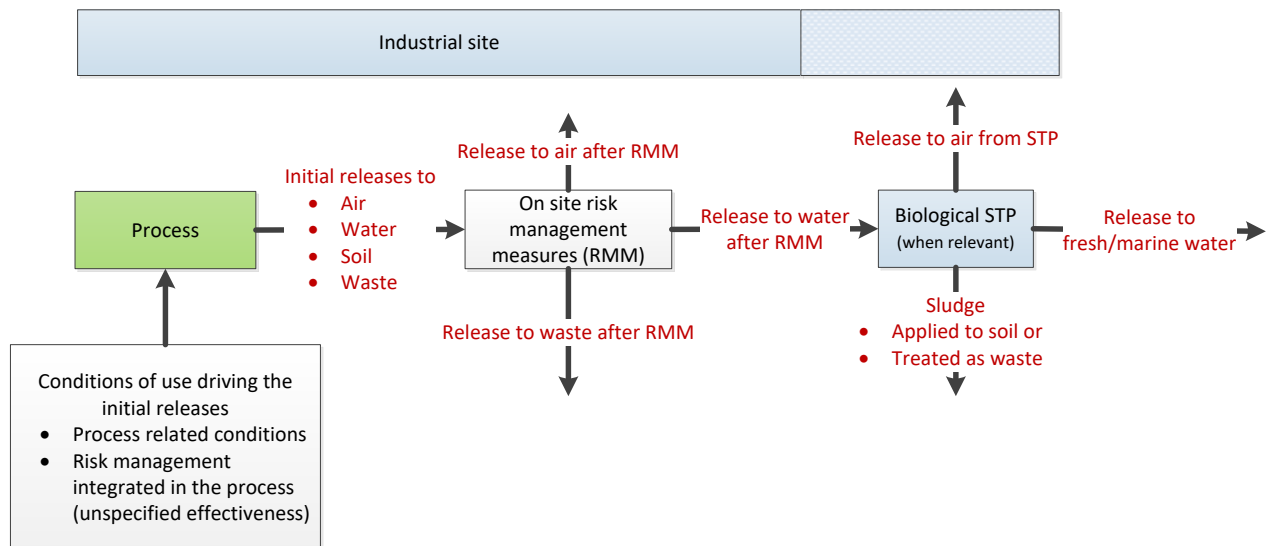 Industrial site
Release to air after RMM
Release to air from STP
Initial releases to
• Air
• Water
• Soil
• Waste
Process
On site risk
management
measures (RMM)
Release to water
after RMM
Biological STP
(when relevant)
Release to
fresh/marine water
Release to waste after RMM
Sludge
• Applied to soil or
• Treated as waste
Conditions of use driving the
initial releases
• Process related conditions
• Risk management
integrated in the process
(unspecified effectiveness)